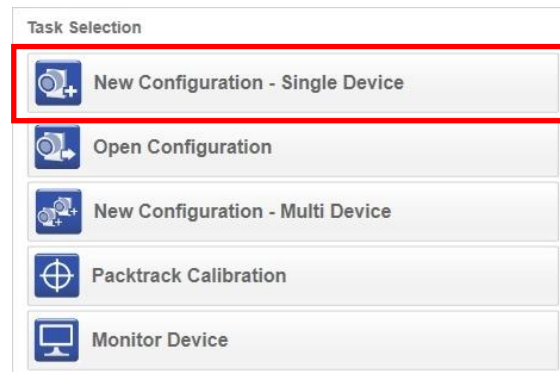 Task Selection
New Configuration - Single Device
Open Configuration
New Configuration - Multi Device
Packtrack Calibration
Monitor Device